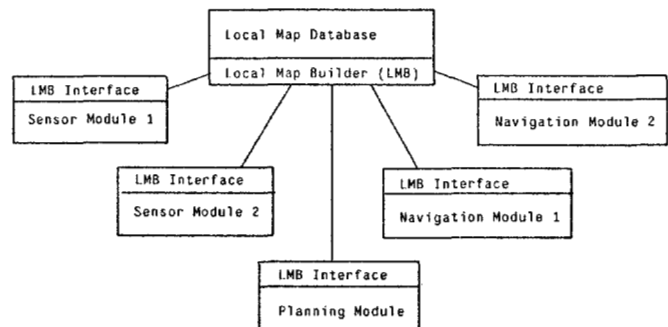 Local Map Database
Local Map Builder (LMB)
LMB Interface
Sensor Module 1
LMB Interface
Navigation Module 2
LMB Interface
Sensor Module 2
LMB Interface
Navigation Module 1
LMB Interface
Planning Module